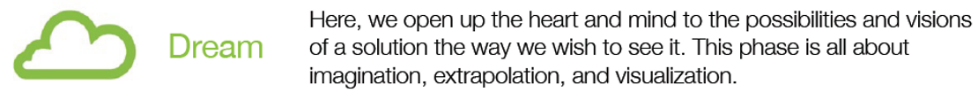 Dream
Here, we open up the heart and mind to the possibilities and visions
of a solution the way we wish to see it. This phase is all about
imagination, extrapolation, and visualization.